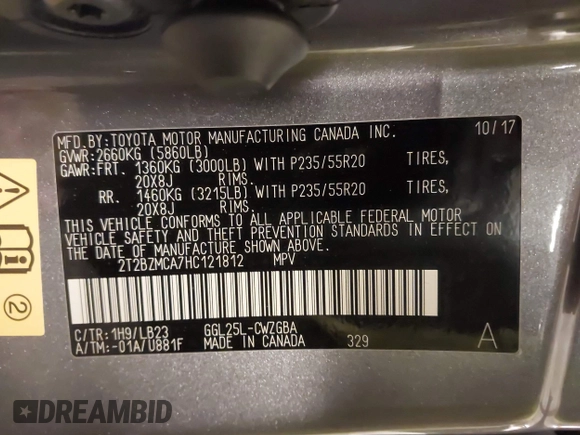 MFD.BY:TOYOTA MOTOR MANUFACTURING CANADA INC. 10/17
GVWR:2660KG (5860LB)
GAWR:FRT. 1360KG (3000LB) WITH P235/55R20 TIRES,
20X8J RIMS.
RR. 1460KG (3215LB) WITH P235/55R20 TIRES,
20X8J RIMS.
THIS VEHICLE CONFORMS TO ALL APPLICABLE FEDERAL MOTOR
VEHICLE SAFETY AND THEFT PREVENTION STANDARDS IN EFFECT ON
THE DATE OF MANUFACTURE SHOWN ABOVE.
2T2BZMCA7HC121812 MPV
C/TR:1H9/LB23 GGL25L-CWZGBA
A/TM:-01A/U881F MADE IN CANADA 329 A
2
DREAMBID